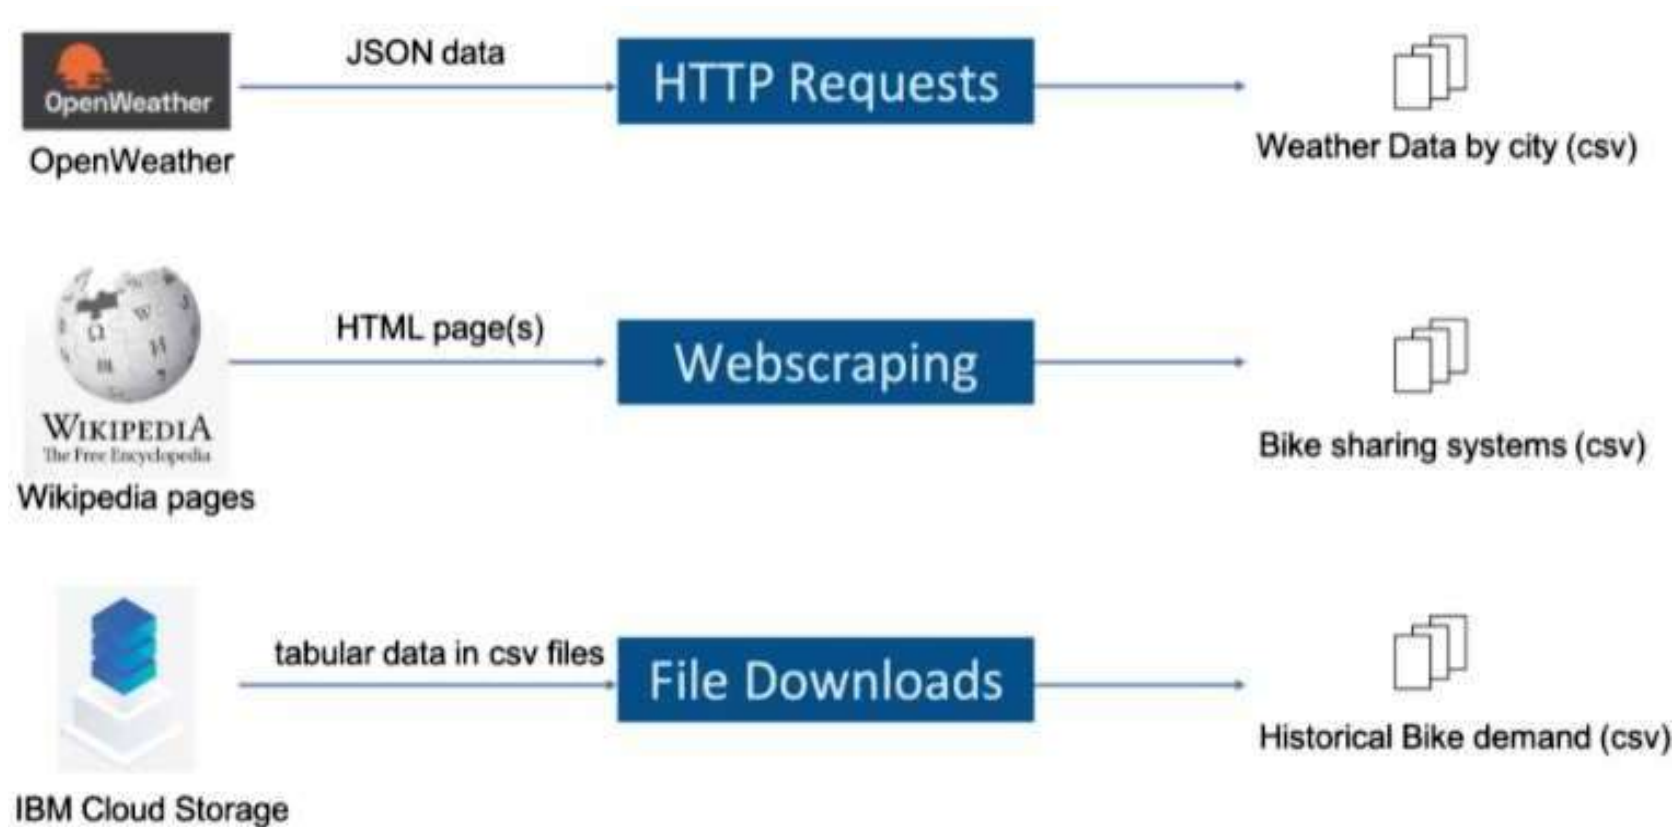 JSON data
HTTP Requests
OpenWeather
OpenWeather
Weather Data by city (csv)
HTML page(s)
Webscraping
WIKIPEDIA
The Free Encyclopedia
Wikipedia pages
Bike sharing systems (csv)
tabular data in csv files
File Downloads
Historical Bike demand (csv)
IBM Cloud Storage